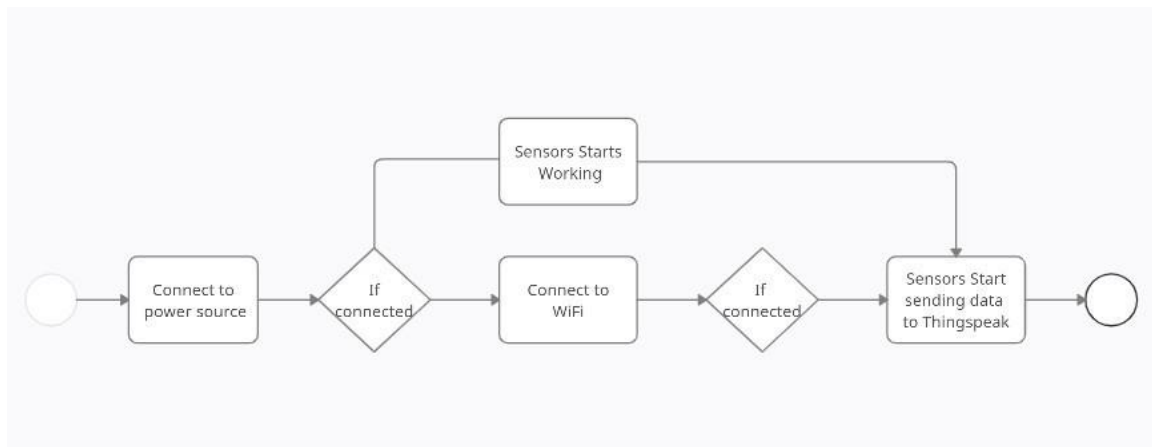 Sensors Starts
Working
Connect to
power source
If
connected
Connect to
WiFi
If
connected
Sensors Start
sending data
to Thingspeak